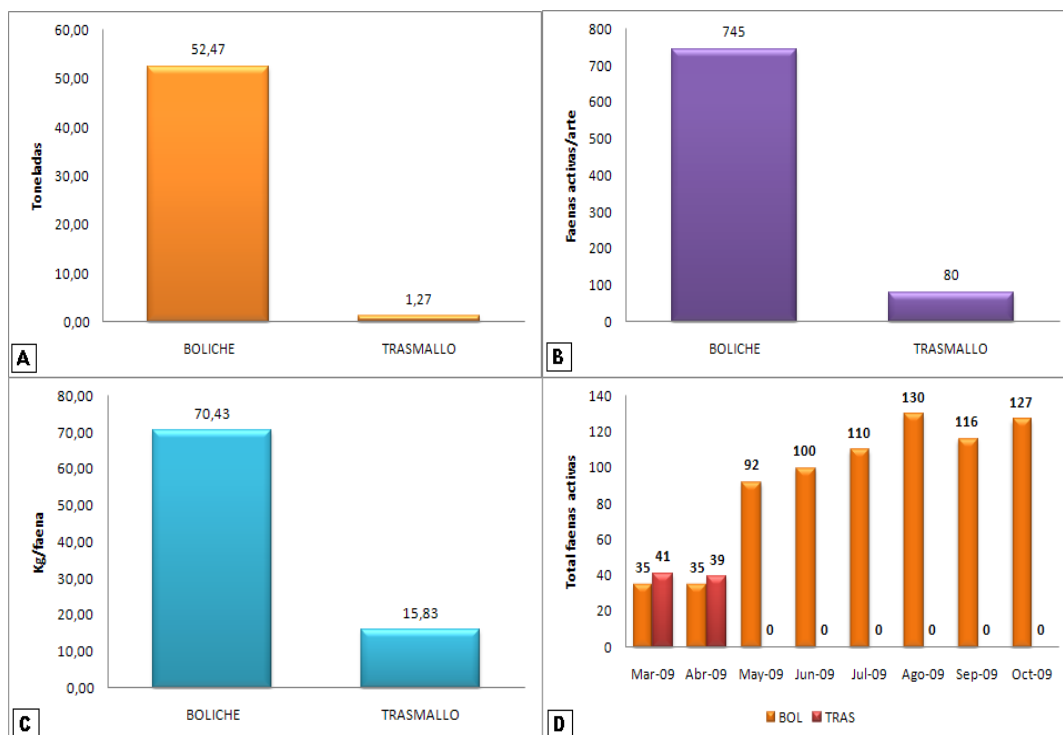 60,00
50,00
40,00
30,00
20,00
10,00
0,00
Toneladas
52,47
1,27
BOLICHE
TRASMALLO
A
800
700
600
500
400
300
200
100
0
Faenas activas/arte
745
80
BOLICHE
TRASMALLO
B
80,00
70,00
60,00
50,00
40,00
30,00
20,00
10,00
0,00
Kg/faena
70,43
15,83
BOLICHE
TRASMALLO
C
140
120
100
80
60
40
20
0
Total faenas activas
35 41 35 39 92 0 100 0 110 0 130 0 116 0 127 0
Mar-09 Abr-09 May-09 Jun-09 Jul-09 Ago-09 Sep-09 Oct-09
BOL TRAS
D